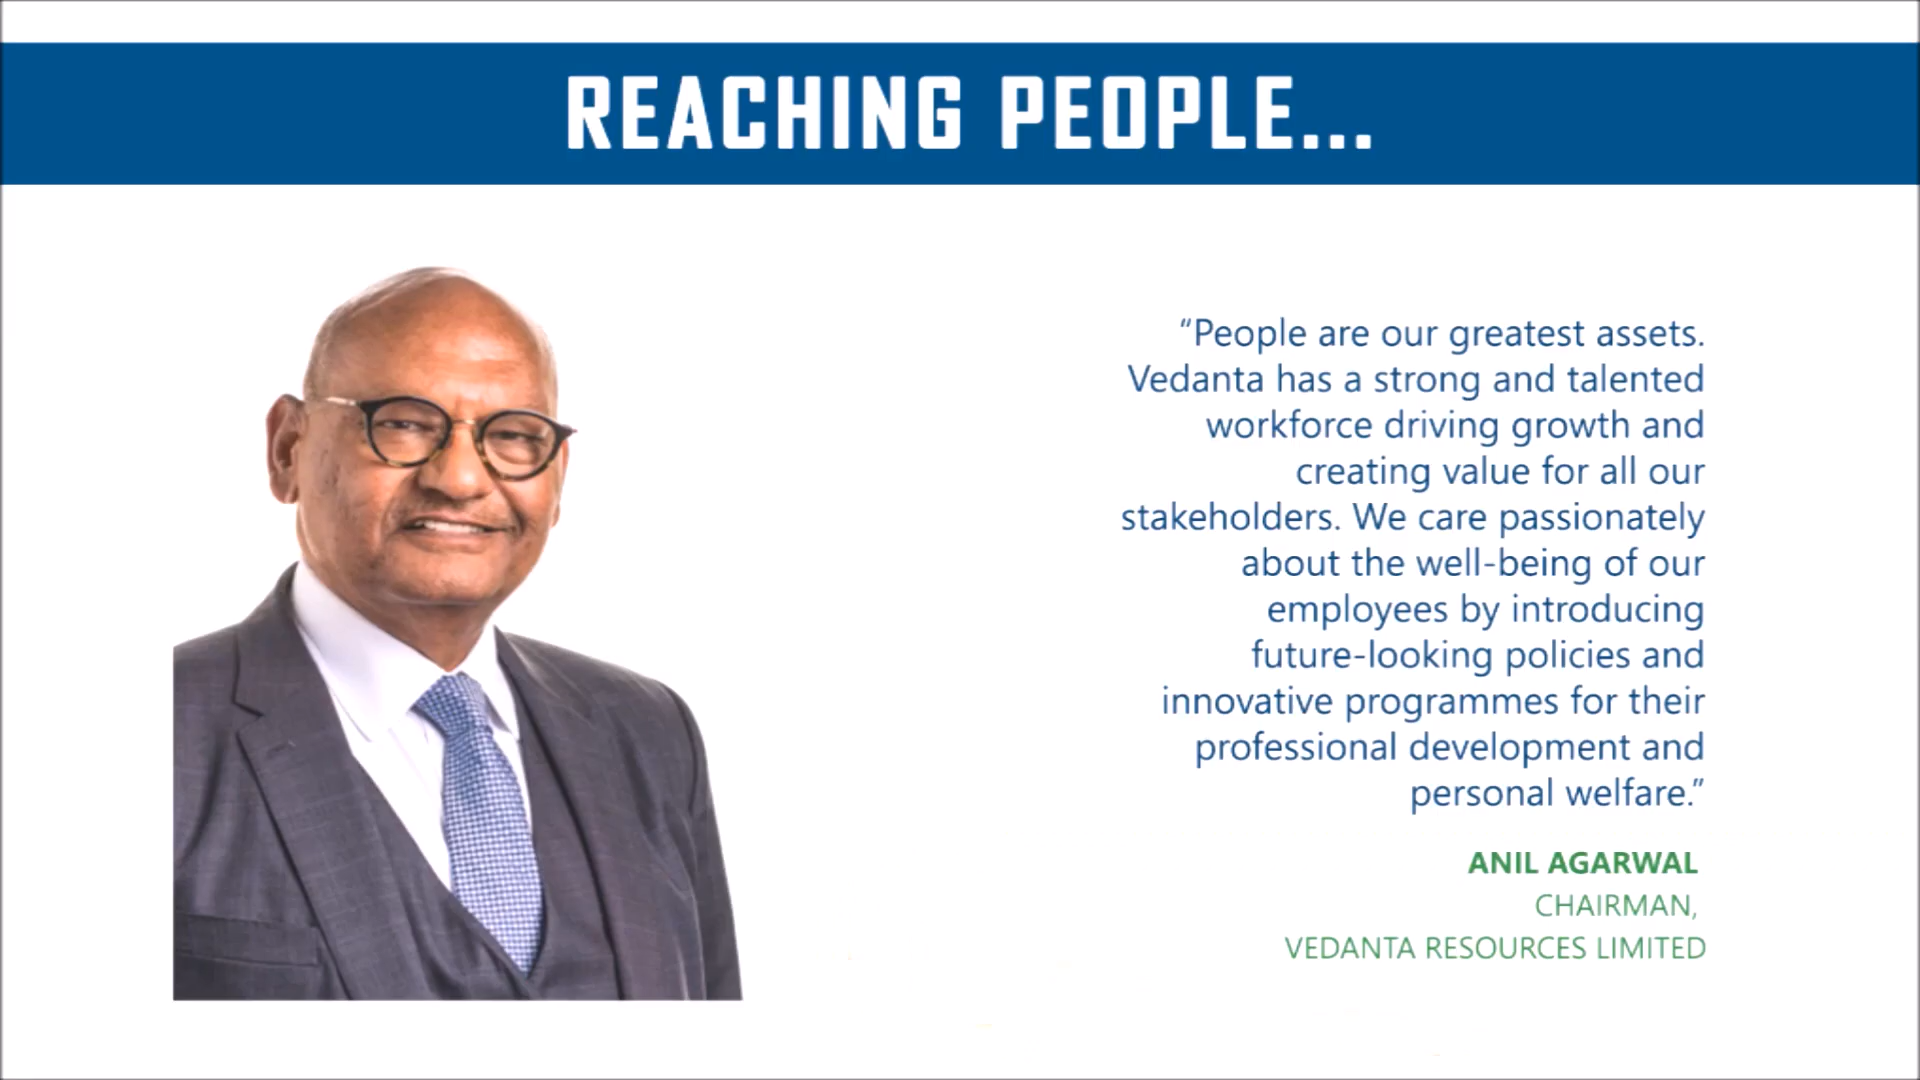 REACHING PEOPLE...
“People are our greatest assets.
Vedanta has a strong and talented
workforce driving growth and
creating value for all our
stakeholders. We care passionately
about the well-being of our
employees by introducing
future-looking policies and
innovative programmes for their
professional development and
personal welfare.”
ANIL AGARWAL
CHAIRMAN,
VEDANTA RESOURCES LIMITED